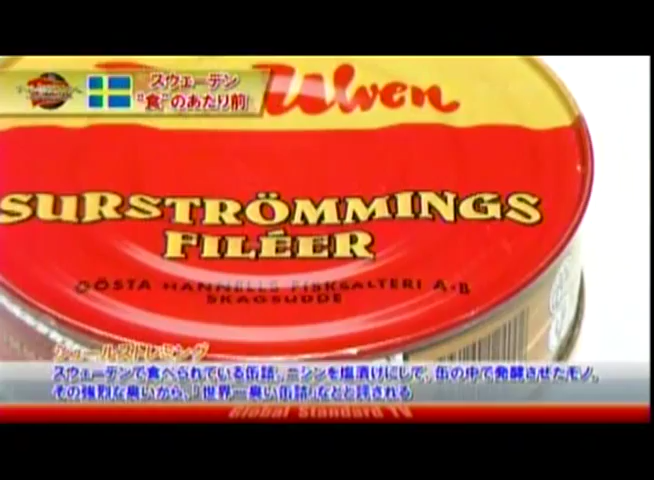 スウェーデン
"食"のあたり前
Ulven
SURSTRÖMMINGS
FILÉER
GÖSTA HANNELLS FISKSALTERI A-B
SKAGSUDDE
シュールストレミング
スウェーデンで食べられている缶詰。ニシンを塩漬けにして、缶の中で発酵させたモノ。
その強烈な臭いから、「世界一臭い缶詰」などと評される
Global Standard TV